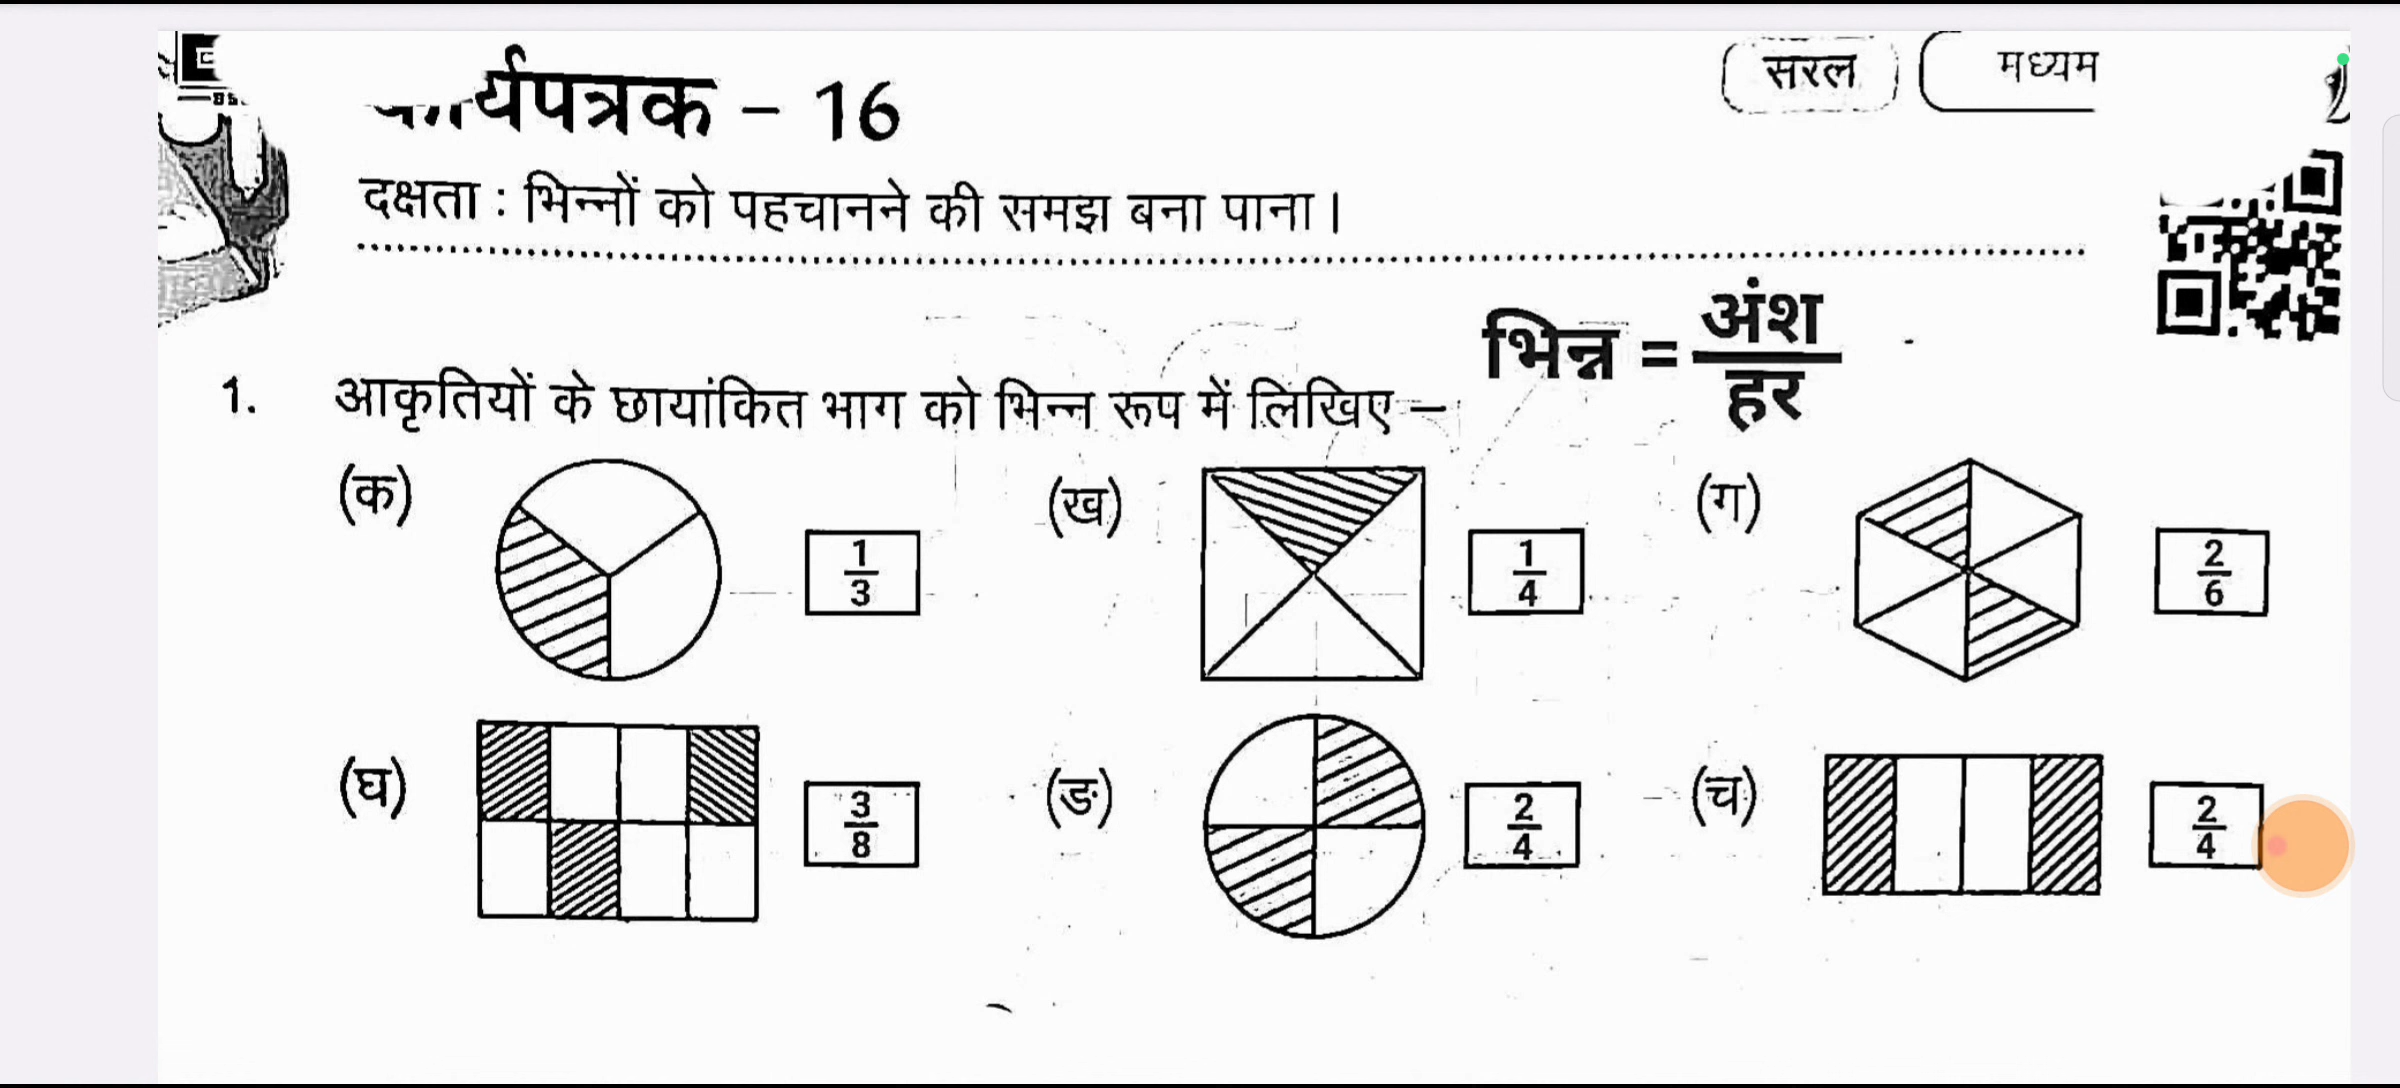 र्यपत्रक – 16
सरल
मध्यम
दक्षता : भिन्नों को पहचानने की समझ बना पाना।
भिन्न = अंश
हर
1. आकृतियों के छायांकित भाग को भिन्न रूप में लिखिए –
(क) 1/3 (ख) 1/4 (ग) 2/6
(घ) 3/8 (ङ) 2/4 (च) 2/4